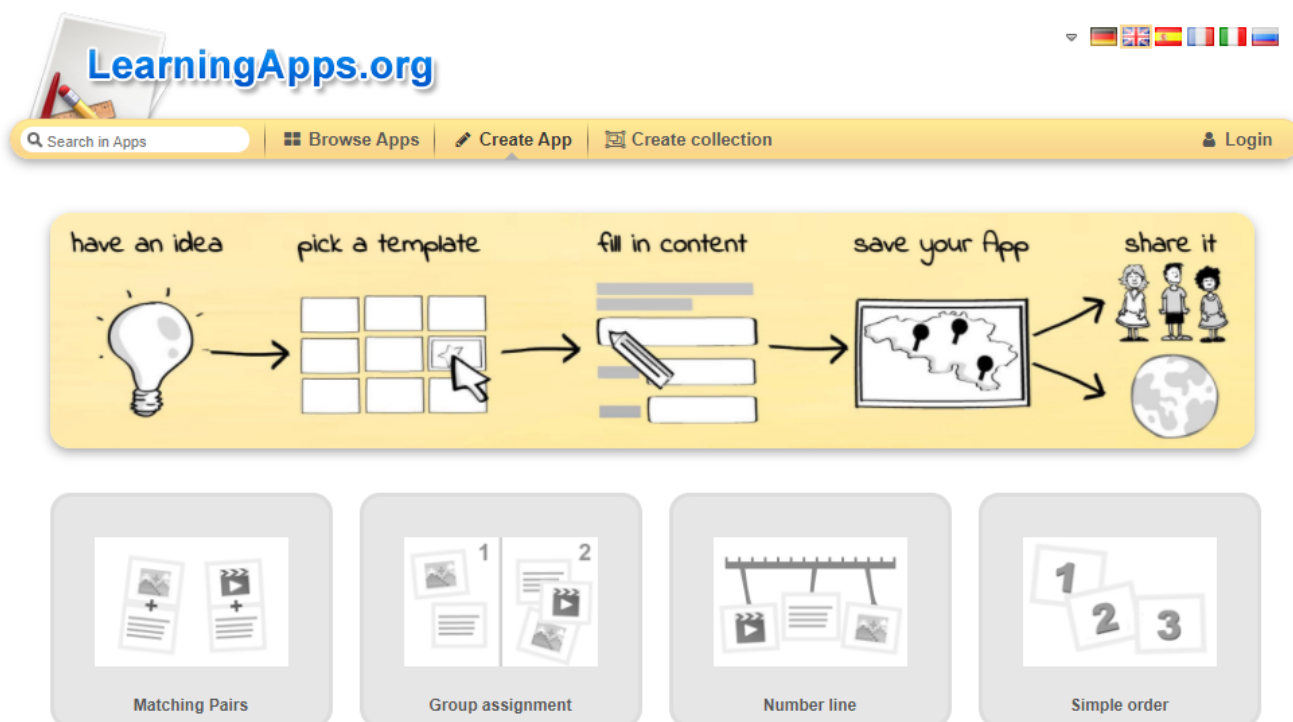 LearningApps.org
Search in Apps
Browse Apps
Create App
Create collection
Login
have an idea
pick a template
fill in content
save your App
share it
1
2
1
2
3
Matching Pairs
Group assignment
Number line
Simple order